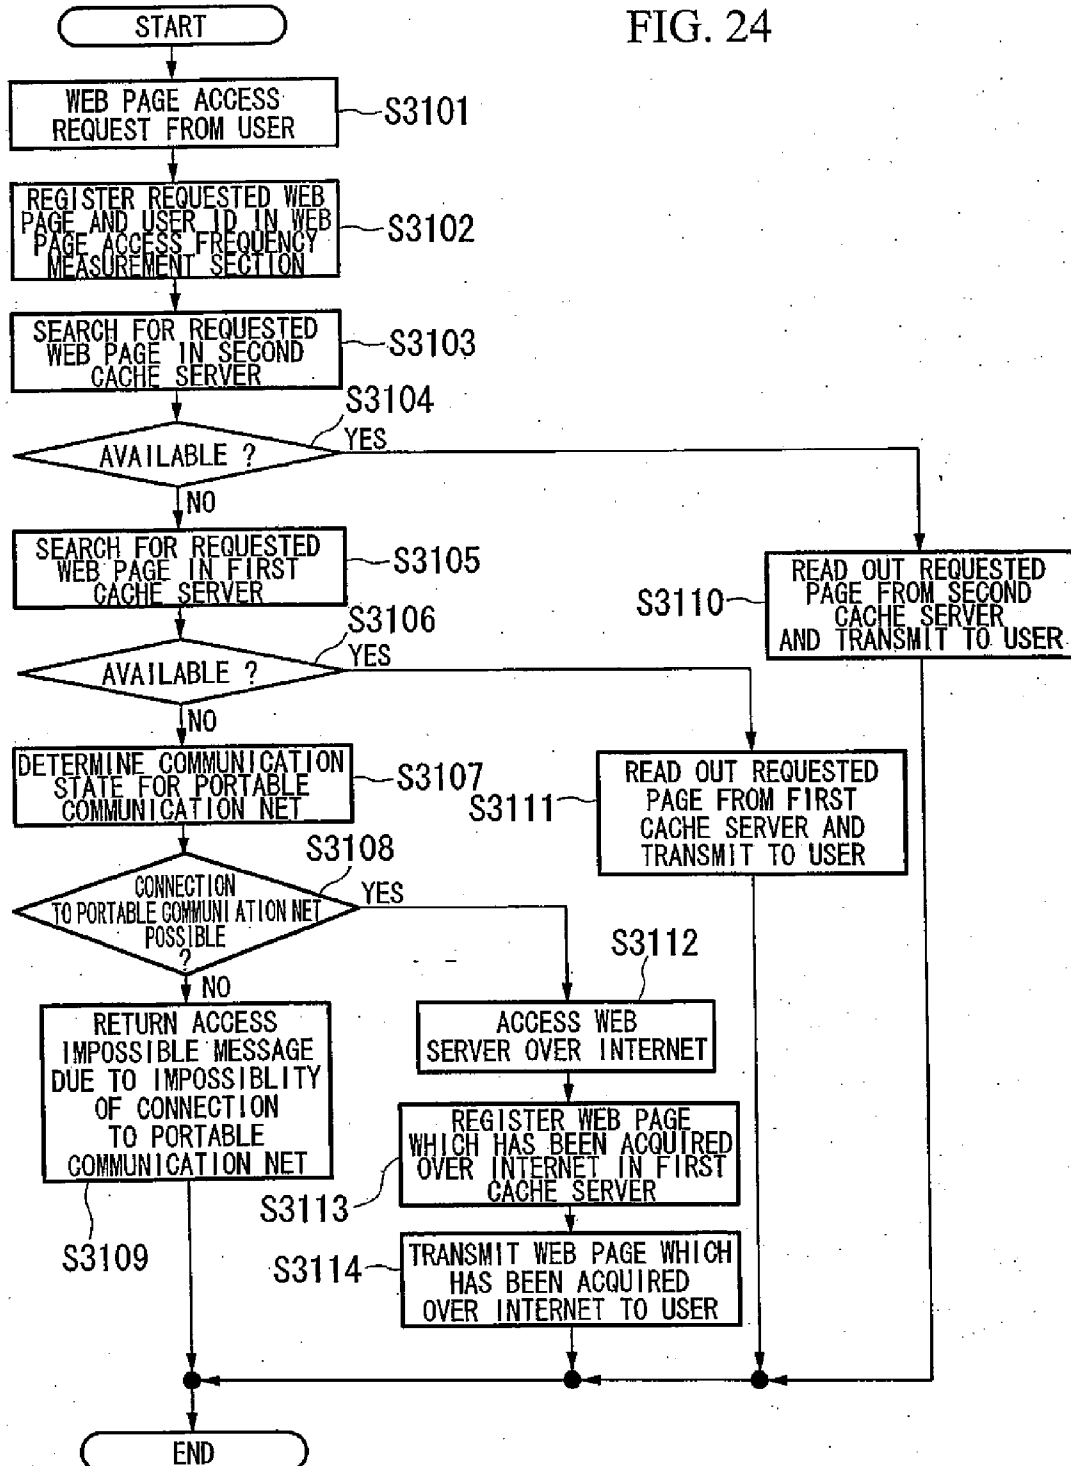 FIG. 24
START
WEB PAGE ACCESS
REQUEST FROM USER
S3101
REGISTER REQUESTED WEB
PAGE AND USER ID IN WEB
PAGE ACCESS FREQUENCY
MEASUREMENT SECTION
S3102
SEARCH FOR REQUESTED
WEB PAGE IN SECOND
CACHE SERVER
S3103
S3104
AVAILABLE ?
YES
NO
SEARCH FOR REQUESTED
WEB PAGE IN FIRST
CACHE SERVER
S3105
S3110
READ OUT REQUESTED
PAGE FROM SECOND
CACHE SERVER
AND TRANSMIT TO USER
S3106
AVAILABLE ?
YES
NO
DETERMINE COMMUNICATION
STATE FOR PORTABLE
COMMUNICATION NET
S3107
S3111
READ OUT REQUESTED
PAGE FROM FIRST
CACHE SERVER AND
TRANSMIT TO USER
S3108
CONNECTION
TO PORTABLE COMMUNIATION NET
POSSIBLE
?
YES
NO
S3112
ACCESS WEB
SERVER OVER INTERNET
RETURN ACCESS
IMPOSSIBLE MESSAGE
DUE TO IMPOSSIBLITY
OF CONNECTION
TO PORTABLE
COMMUNICATION NET
S3109
REGISTER WEB PAGE
WHICH HAS BEEN ACQUIRED
OVER INTERNET IN FIRST
CACHE SERVER
S3113
S3114
TRANSMIT WEB PAGE WHICH
HAS BEEN ACQUIRED
OVER INTERNET TO USER
END